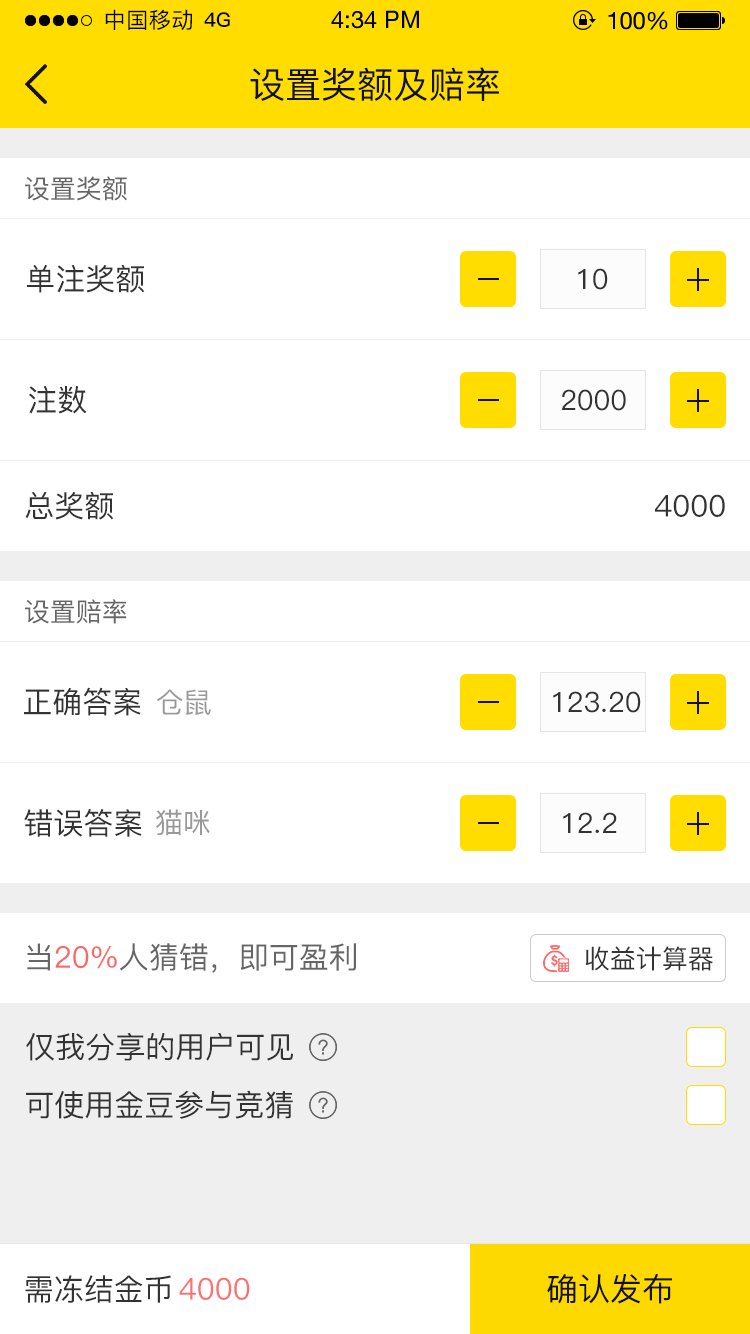 中国移动 4G 4:34 PM 100%
设置奖额及赔率
设置奖额
单注奖额 10
注数 2000
总奖额 4000
设置赔率
正确答案 仓鼠 123.20
错误答案 猫咪 12.2
当20%人猜错，即可盈利 收益计算器
仅我分享的用户可见 ?
可使用金豆参与竞猜 ?
需冻结金币 4000 确认发布